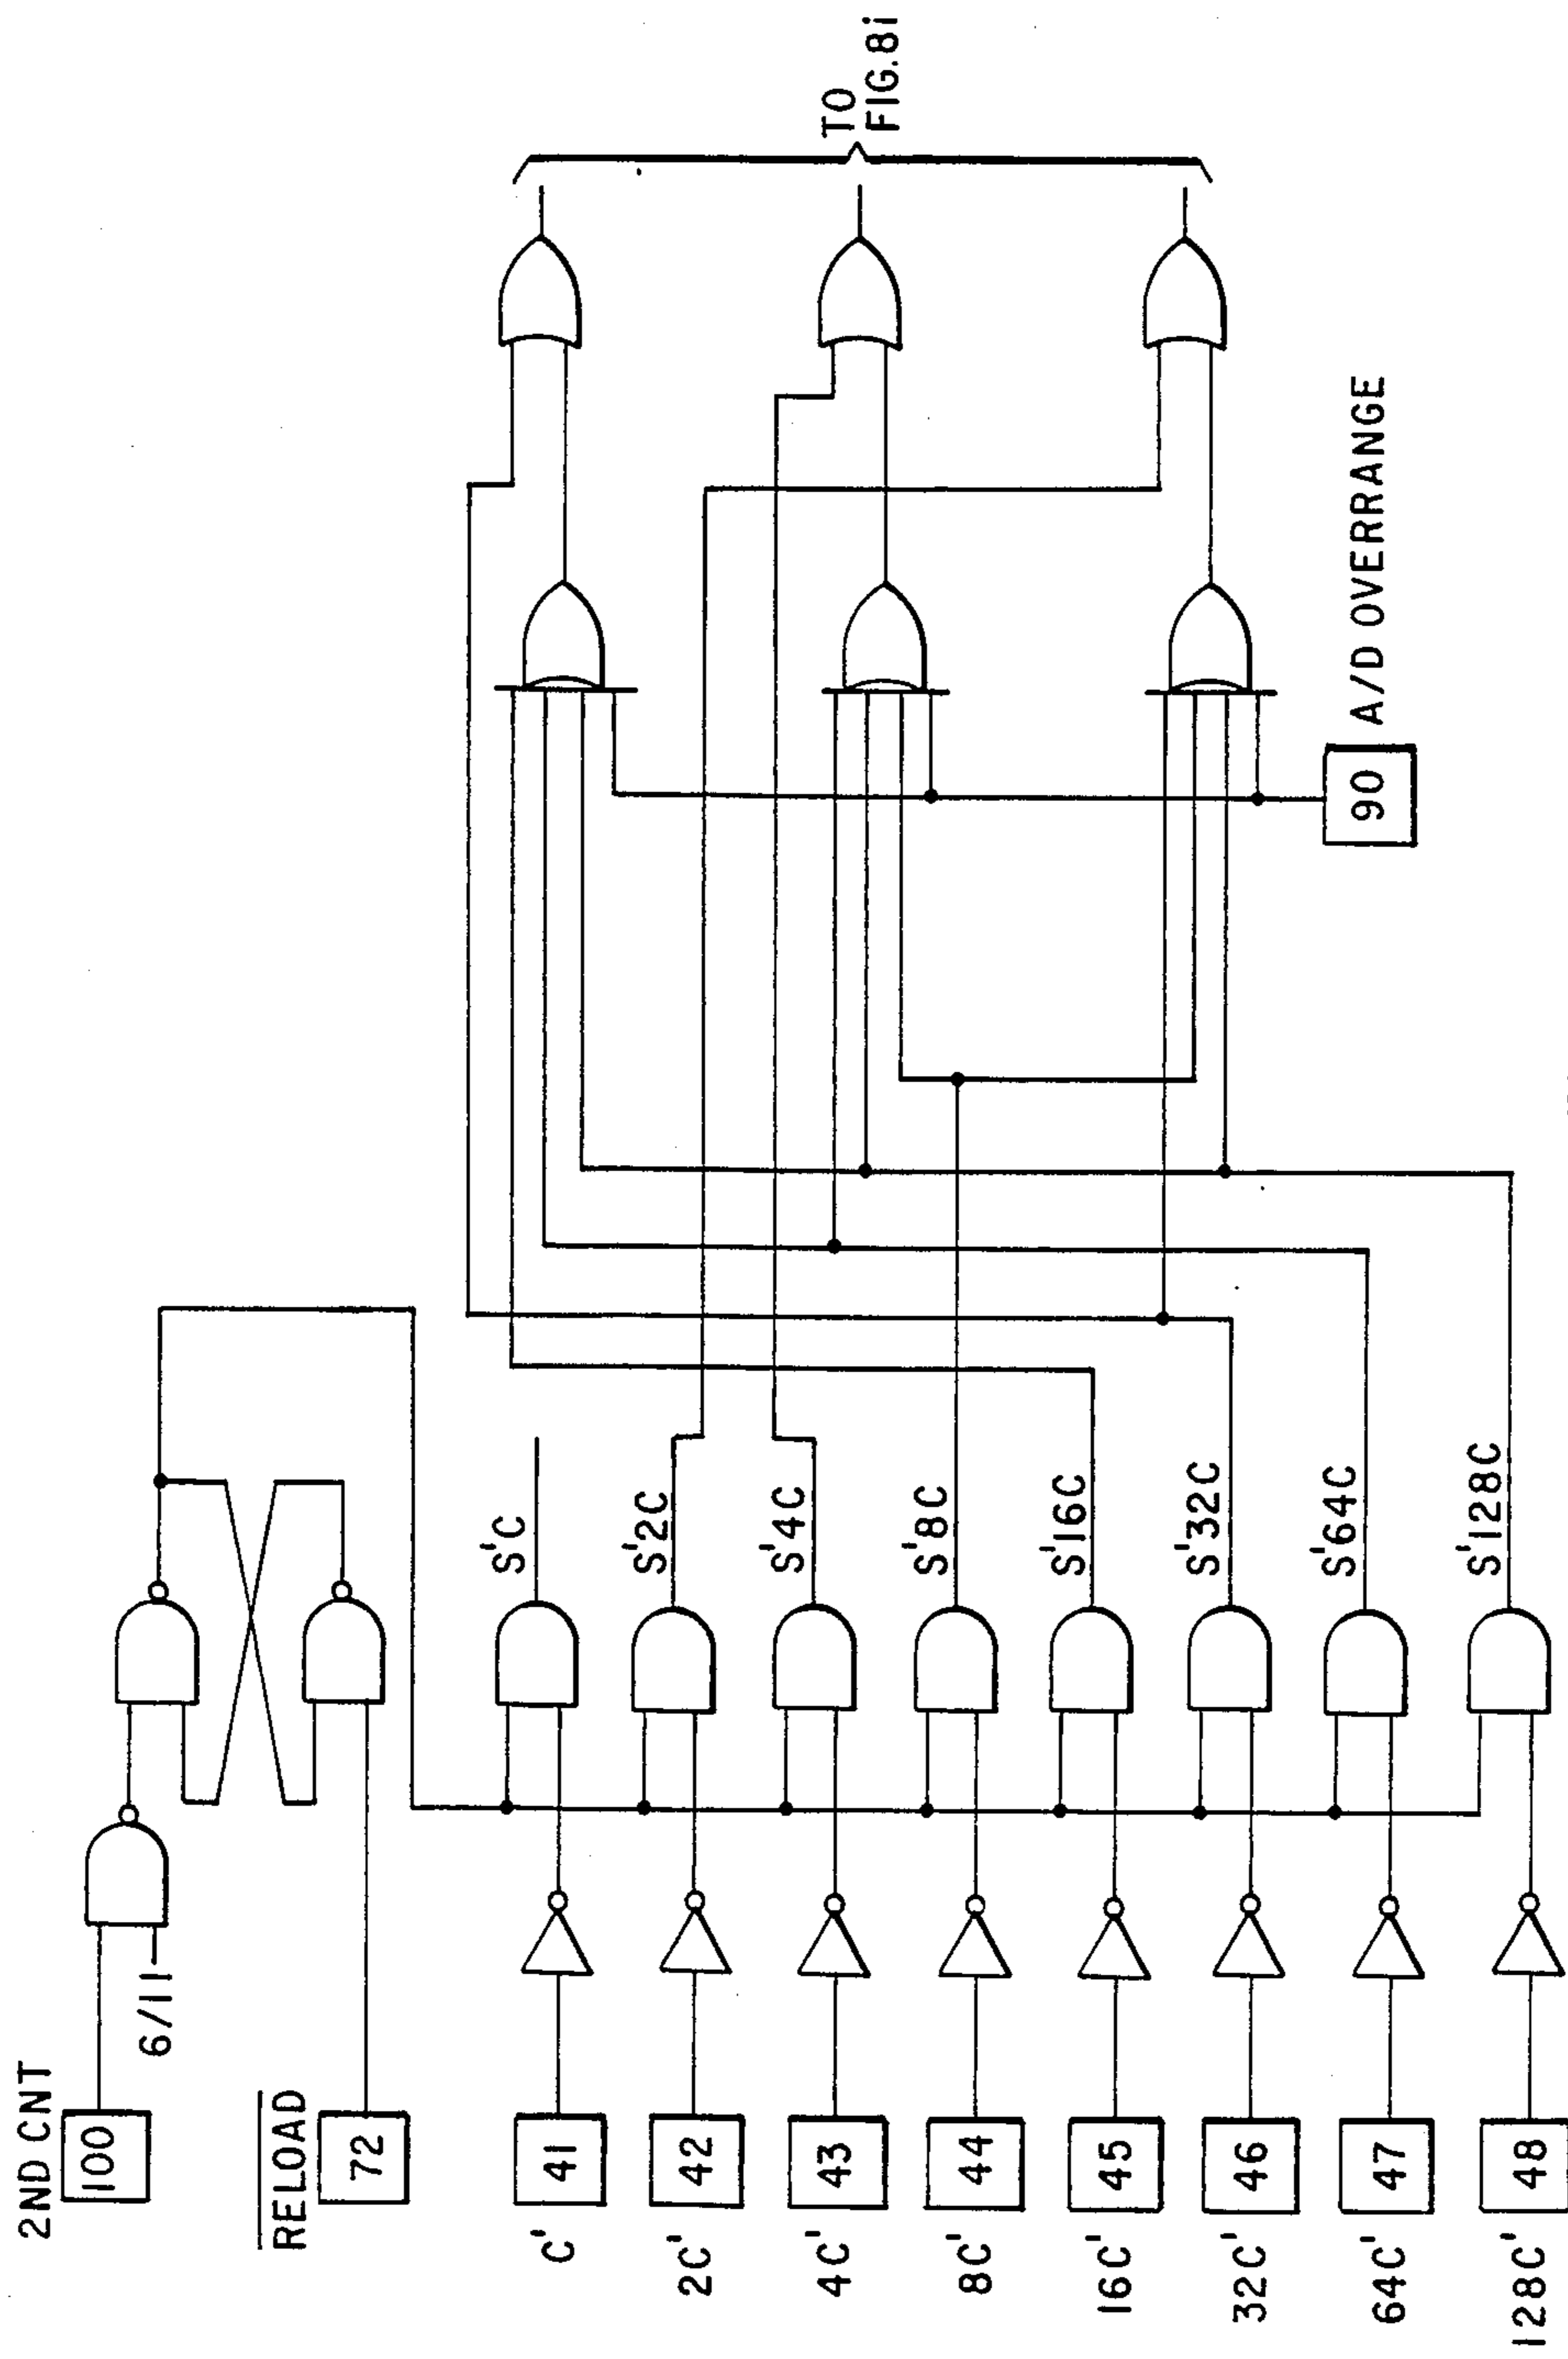 2ND CNT
100
6/11
RELOAD
72
C'
41
S'C
2C'
42
S'2C
4C'
43
S'4C
8C'
44
S'8C
16C'
45
S'16C
32C'
46
S'32C
64C'
47
S'64C
128C'
48
S'128C
90
A/D OVERRANGE
TO
FIG.8i